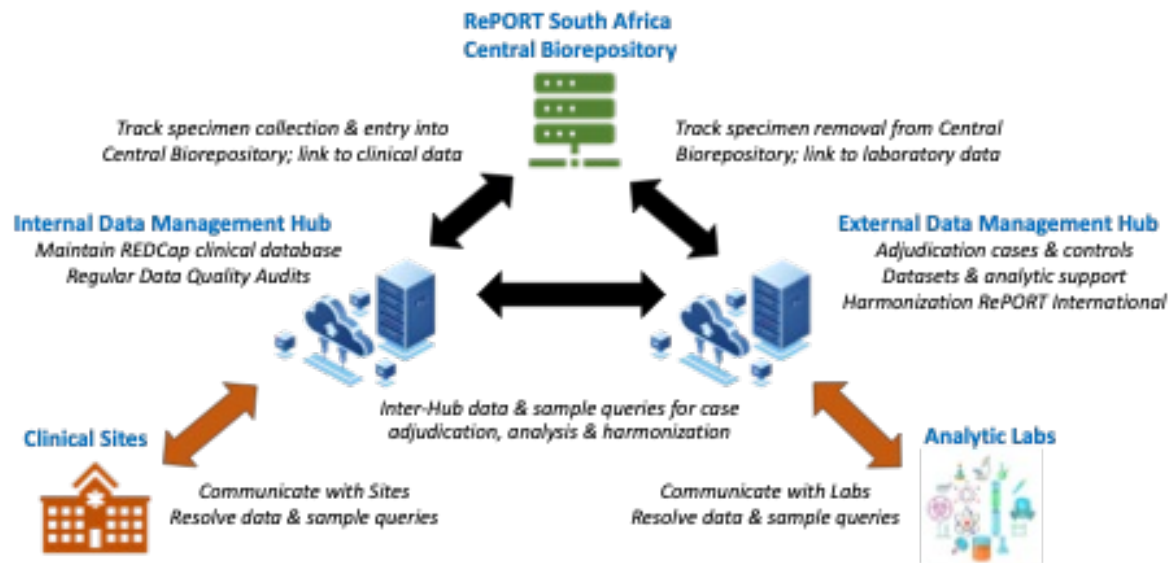 RePORT South Africa
Central Biorepository
Track specimen collection & entry into
Central Biorepository; link to clinical data
Track specimen removal from Central
Biorepository; link to laboratory data
Internal Data Management Hub
Maintain REDCap clinical database
Regular Data Quality Audits
External Data Management Hub
Adjudication cases & controls
Datasets & analytic support
Harmonization RePORT International
Inter-Hub data & sample queries for case
adjudication, analysis & harmonization
Clinical Sites
Communicate with Sites
Resolve data & sample queries
Analytic Labs
Communicate with Labs
Resolve data & sample queries